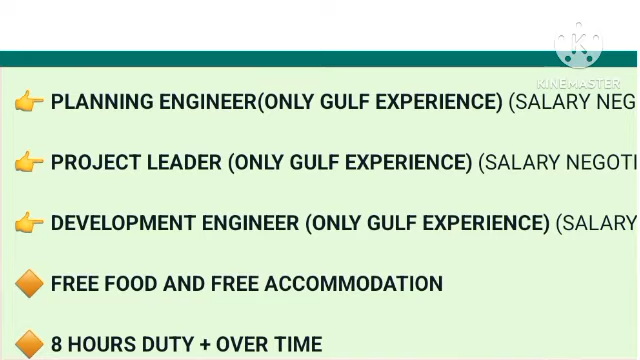 KINEMASTER
👉 PLANNING ENGINEER(ONLY GULF EXPERIENCE) (SALARY NEG
👉 PROJECT LEADER (ONLY GULF EXPERIENCE) (SALARY NEGOTI
👉 DEVELOPMENT ENGINEER (ONLY GULF EXPERIENCE) (SALARY
🔶 FREE FOOD AND FREE ACCOMMODATION
🔶 8 HOURS DUTY + OVER TIME